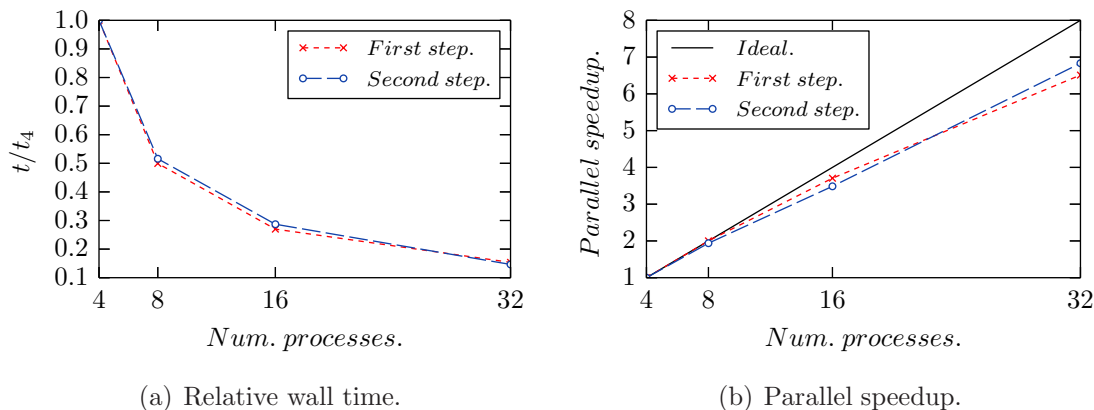 1.0
0.9
0.8
0.7
0.6
0.5
0.4
0.3
0.2
0.1
t/t4
First step.
Second step.
4 8 16 32
Num. processes.
(a) Relative wall time.
8
7
6
5
4
3
2
1
Parallel speedup.
Ideal.
First step.
Second step.
4 8 16 32
Num. processes.
(b) Parallel speedup.